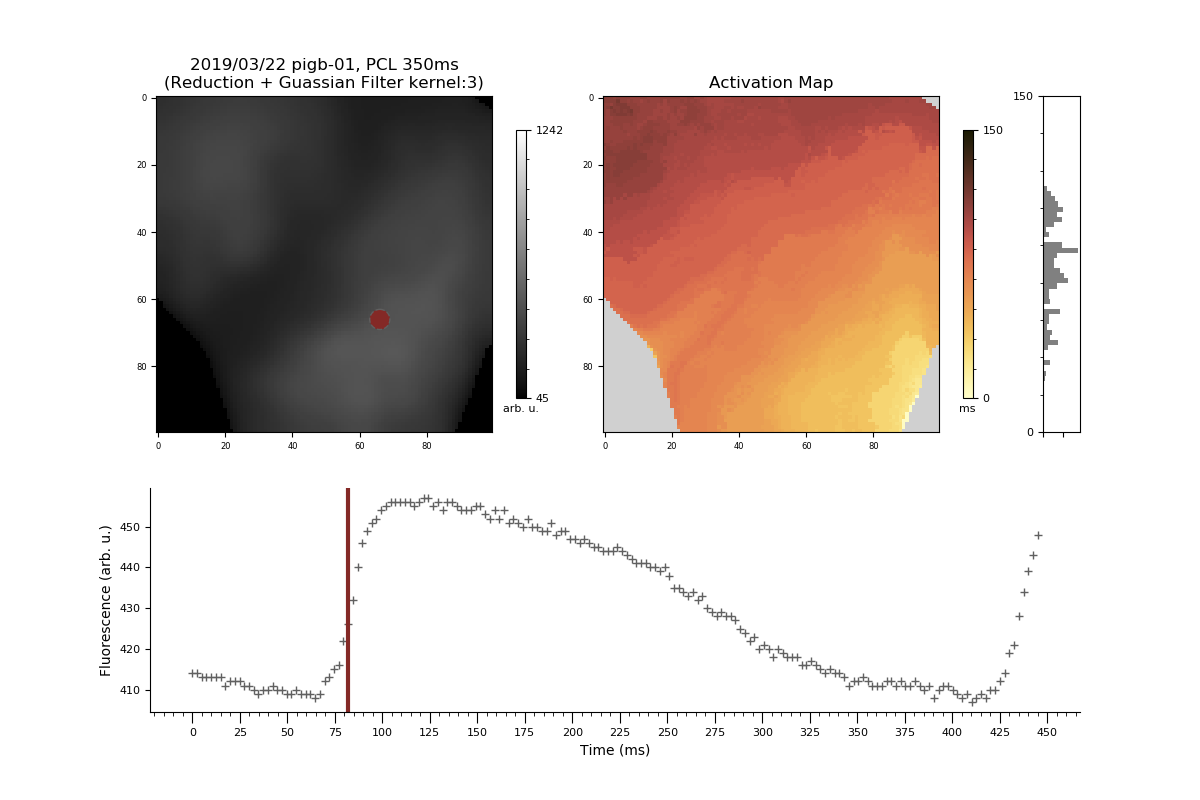 2019/03/22 pigb-01, PCL 350ms
(Reduction + Guassian Filter kernel:3)
Activation Map
0
20
40
60
80
0 20 40 60 80
1242
45
arb. u.
0
20
40
60
80
0 20 40 60 80
150
0
ms
150
0
Fluorescence (arb. u.)
450
440
430
420
410
0 25 50 75 100 125 150 175 200 225 250 275 300 325 350 375 400 425 450
Time (ms)